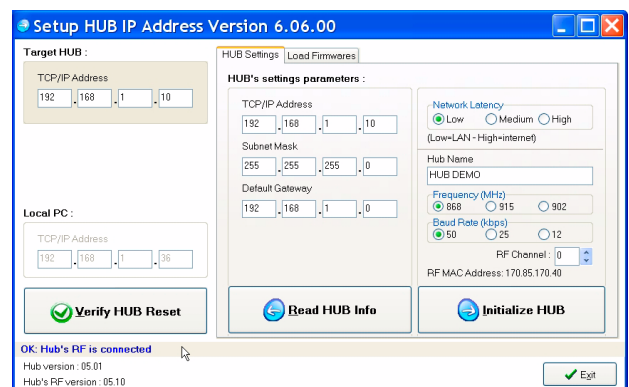 Setup HUB IP Address Version 6.06.00
Target HUB :
TCP/IP Address
192 . 168 . 1 . 10
Local PC :
TCP/IP Address
192 . 168 . 1 . 36
Verify HUB Reset
HUB Settings Load Firmwares
HUB's settings parameters :
TCP/IP Address
192 . 168 . 1 . 10
Subnet Mask
255 . 255 . 255 . 0
Default Gateway
192 . 168 . 1 . 0
Read HUB Info
Network Latency
Low Medium High
(Low=LAN - High=internet)
Hub Name
HUB DEMO
Frequency (MHz)
868 915 902
Baud Rate (kbps)
50 25 12
RF Channel : 0
RF MAC Address: 170.85.170.40
Initialize HUB
OK: Hub's RF is connected
Hub version : 05.01
Hub's RF version : 05.10
Exit